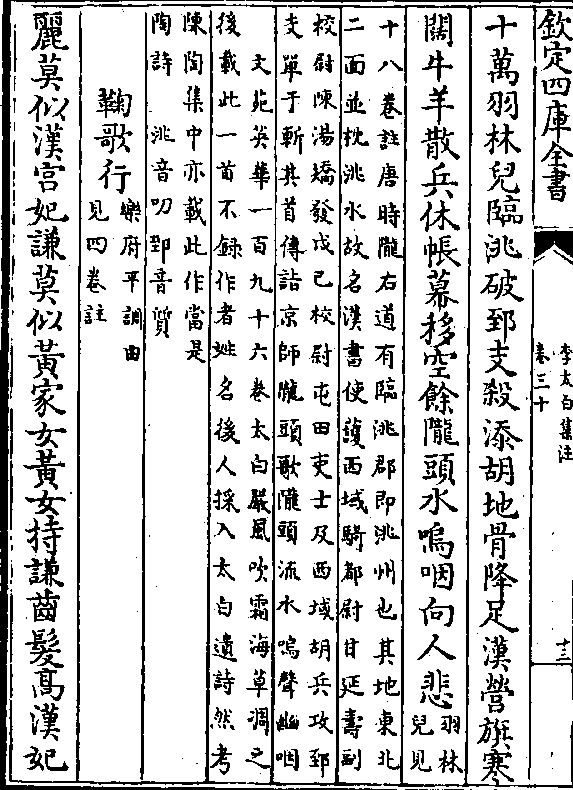 欽定四庫全書
李太白集注
卷三十
十三
十萬羽林兒臨洮破郅支殺添胡地骨降足漢營旗寒
闊牛羊散兵休帳幕移空餘隴頭水嗚咽向人悲羽林
兒見
十八卷註唐時隴右道有臨洮郡即洮州也其地東北
二面並枕洮水故名漢書使護西域騎都尉甘延壽副
校尉陳湯矯發戊己校尉屯田吏士及西域胡兵攻郅
支單于斬其首傳詣京師隴頭歌隴頭流水鳴聲幽咽
文苑英華一百九十六卷太白嚴風吹霜海草凋之
後載此一首不錄作者姓名後人採入太白遺詩然考
陳陶集中亦載此作當是
陶詩 洮音叨郅音質
鞠歌行樂府平調曲
見四卷註
麗莫似漢宮妃謙莫似黃家女黃女持謙齒髮高漢妃